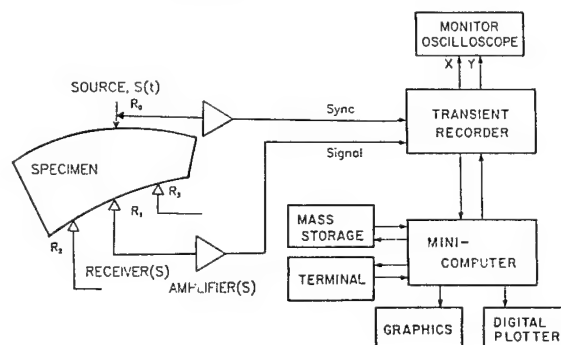 MONITOR
OSCILLOSCOPE
X Y
SOURCE, S(t)
R₀
Sync
TRANSIENT
RECORDER
Signal
SPECIMEN
R₃
R₁
R₂
MASS
STORAGE
MINI-
COMPUTER
TERMINAL
RECEIVER(S)
AMPLIFIER(S)
GRAPHICS
DIGITAL
PLOTTER